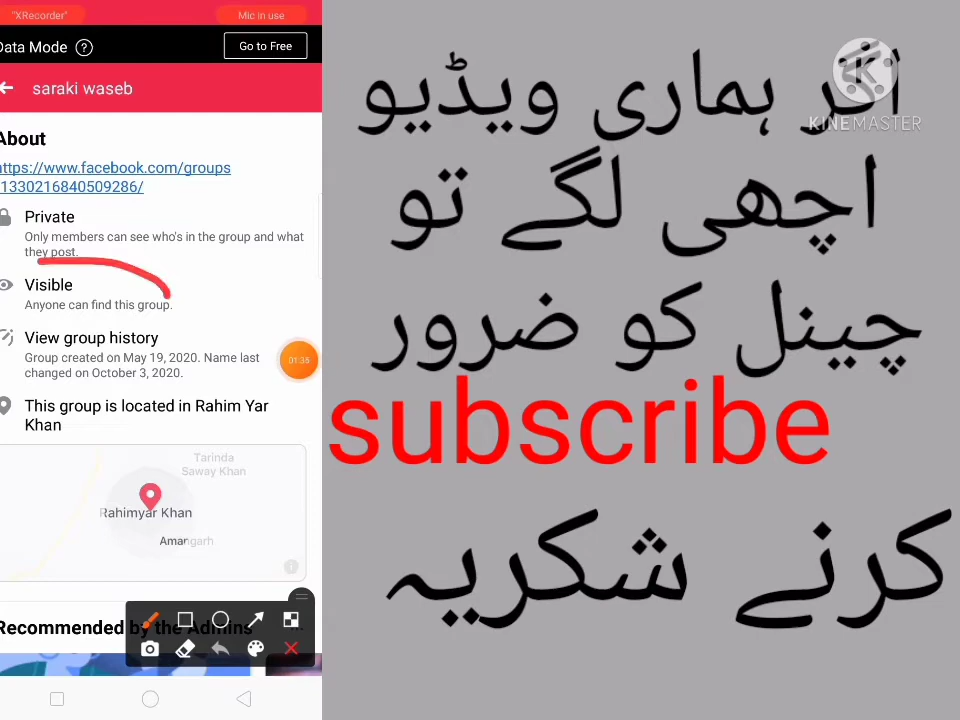 "XRecorder"
Mic in use
Data Mode
Go to Free
saraki waseb
About
https://www.facebook.com/groups
1330216840509286/
Private
Only members can see who's in the group and what
they post.
Visible
Anyone can find this group.
View group history
Group created on May 19, 2020. Name last
changed on October 3, 2020.
This group is located in Rahim Yar
Khan
Tarinda
Saway Khan
Rahimyar Khan
Amangarh
Recommended by the Admins
01:35
اگر ہماری ویڈیو
اچھی لگے تو
چینل کو ضرور
subscribe
کرنے شکریہ
KINEMASTER